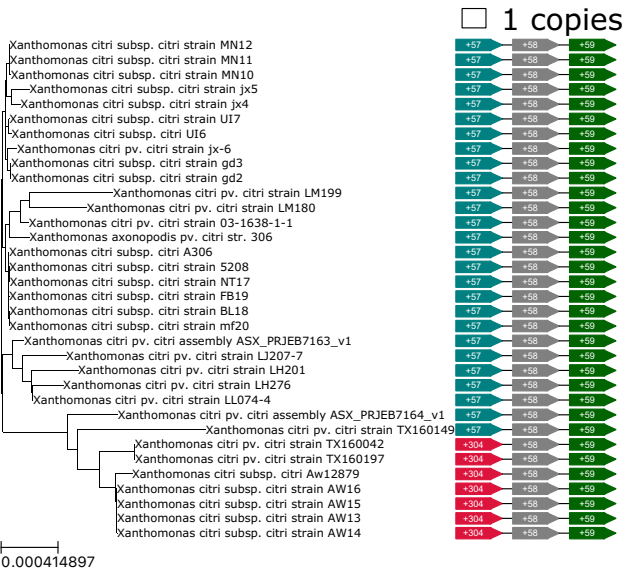 1 copies
Xanthomonas citri subsp. citri strain MN12 +57 +58 +59
Xanthomonas citri subsp. citri strain MN11 +57 +58 +59
Xanthomonas citri subsp. citri strain MN10 +57 +58 +59
Xanthomonas citri subsp. citri strain jx5 +57 +58 +59
Xanthomonas citri subsp. citri strain jx4 +57 +58 +59
Xanthomonas citri subsp. citri strain UI7 +57 +58 +59
Xanthomonas citri subsp. citri UI6 +57 +58 +59
Xanthomonas citri pv. citri strain jx-6 +57 +58 +59
Xanthomonas citri subsp. citri strain gd3 +57 +58 +59
Xanthomonas citri subsp. citri strain gd2 +57 +58 +59
Xanthomonas citri pv. citri strain LM199 +57 +58 +59
Xanthomonas citri pv. citri strain LM180 +57 +58 +59
Xanthomonas citri pv. citri strain 03-1638-1-1 +57 +58 +59
Xanthomonas axonopodis pv. citri str. 306 +57 +58 +59
Xanthomonas citri subsp. citri A306 +57 +58 +59
Xanthomonas citri subsp. citri strain 5208 +57 +58 +59
Xanthomonas citri subsp. citri strain NT17 +57 +58 +59
Xanthomonas citri subsp. citri strain FB19 +57 +58 +59
Xanthomonas citri subsp. citri strain BL18 +57 +58 +59
Xanthomonas citri subsp. citri strain mf20 +57 +58 +59
Xanthomonas citri pv. citri assembly ASX_PRJEB7163_v1 +57 +58 +59
Xanthomonas citri pv. citri strain LJ207-7 +57 +58 +59
Xanthomonas citri pv. citri strain LH201 +57 +58 +59
Xanthomonas citri pv. citri strain LH276 +57 +58 +59
Xanthomonas citri pv. citri strain LL074-4 +57 +58 +59
Xanthomonas citri pv. citri assembly ASX_PRJEB7164_v1 +57 +58 +59
Xanthomonas citri pv. citri strain TX160149 +57 +58 +59
Xanthomonas citri pv. citri strain TX160042 +304 +58 +59
Xanthomonas citri pv. citri strain TX160197 +304 +58 +59
Xanthomonas citri subsp. citri Aw12879 +304 +58 +59
Xanthomonas citri subsp. citri strain AW16 +304 +58 +59
Xanthomonas citri subsp. citri strain AW15 +304 +58 +59
Xanthomonas citri subsp. citri strain AW13 +304 +58 +59
Xanthomonas citri subsp. citri strain AW14 +304 +58 +59
0.000414897